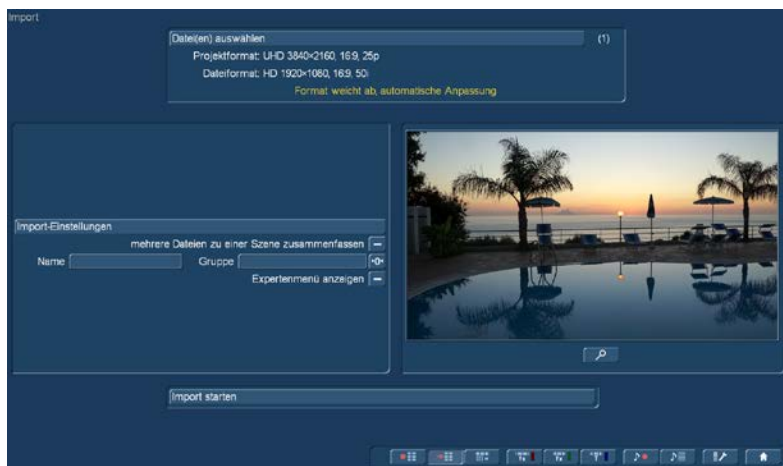 Import
Datei(en) auswählen (1)
Projektformat: UHD 3840×2160, 16:9, 25p
Dateiformat: HD 1920×1080, 16:9, 50i
Format weicht ab, automatische Anpassung
Import-Einstellungen
mehrere Dateien zu einer Szene zusammenfassen
Name Gruppe
Expertenmenü anzeigen
Import starten